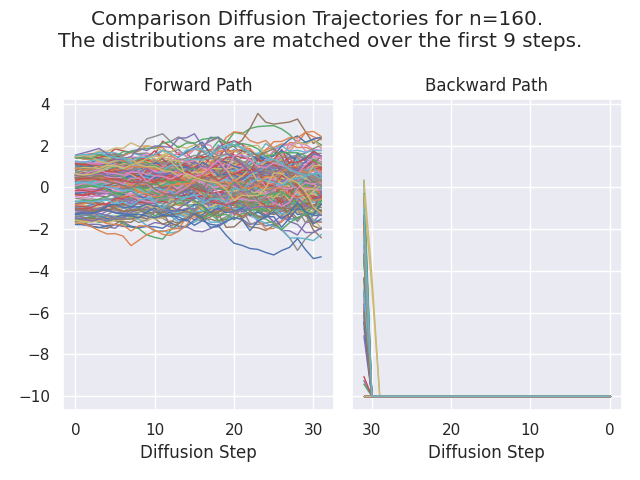 Comparison Diffusion Trajectories for n=160.
The distributions are matched over the first 9 steps.
Forward Path
Backward Path
4
2
0
−2
−4
−6
−8
−10
0
10
20
30
30
20
10
0
Diffusion Step
Diffusion Step